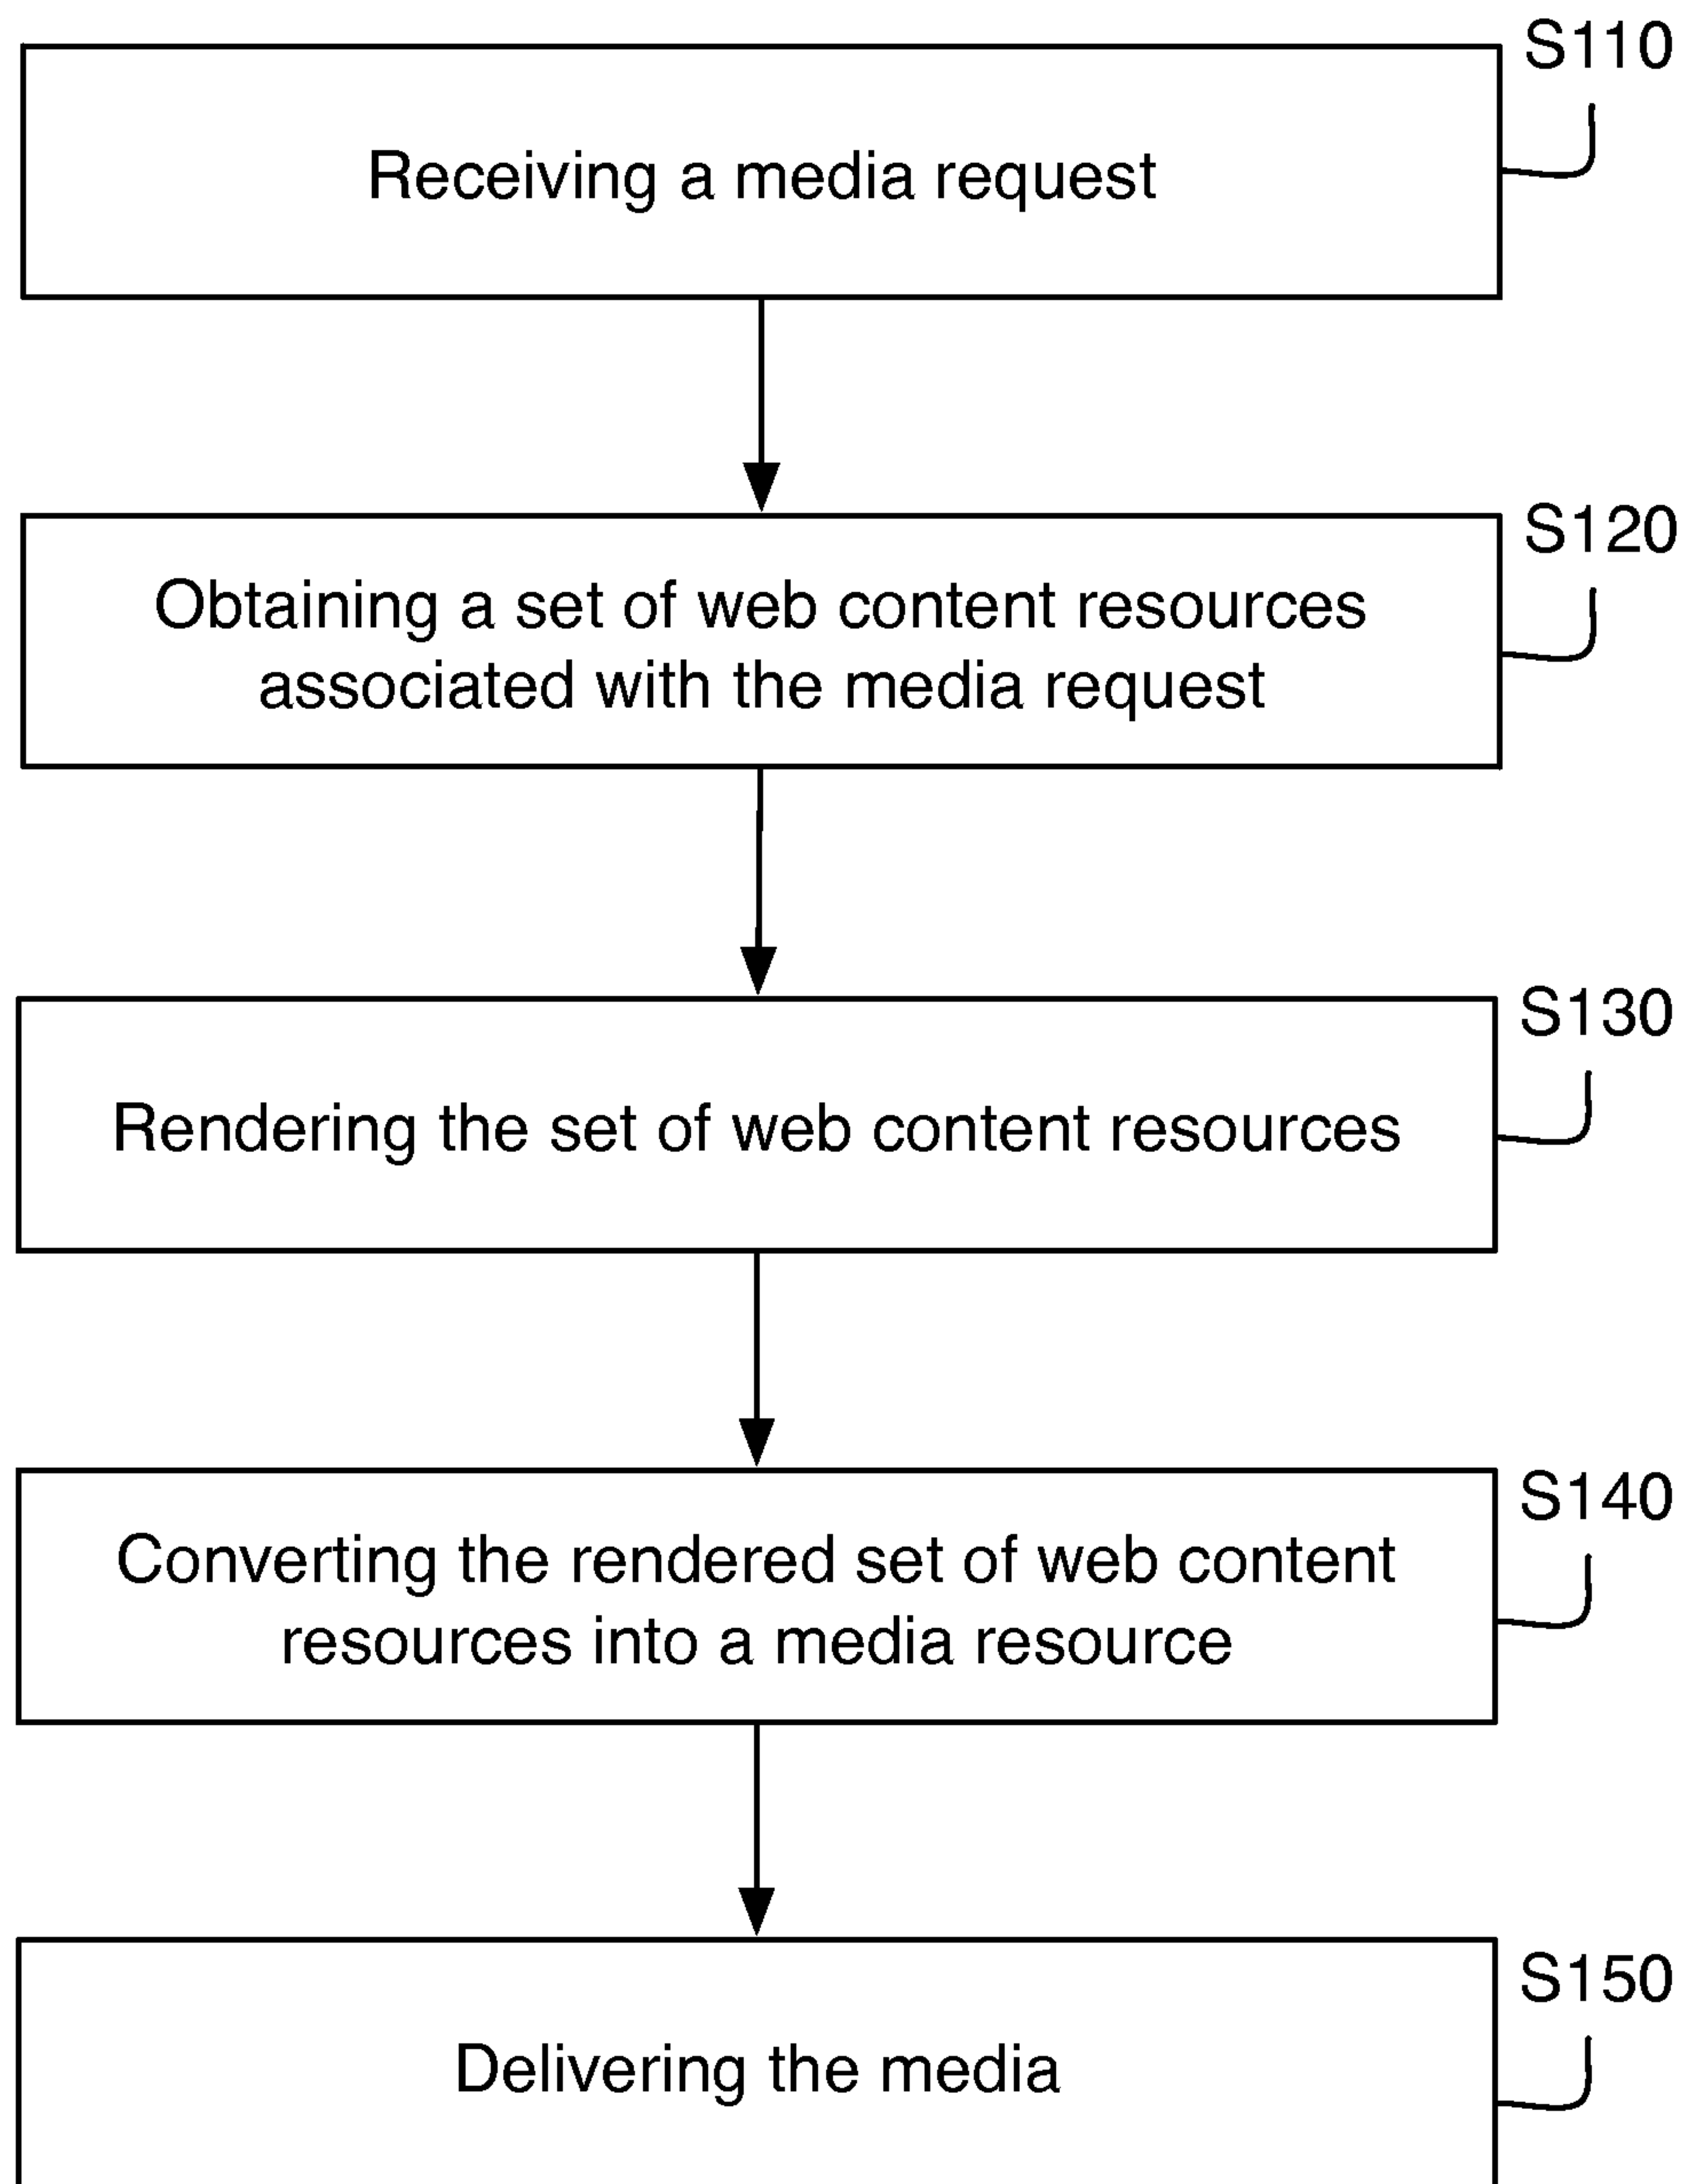 S110
Receiving a media request
S120
Obtaining a set of web content resources
associated with the media request
S130
Rendering the set of web content resources
S140
Converting the rendered set of web content
resources into a media resource
S150
Delivering the media